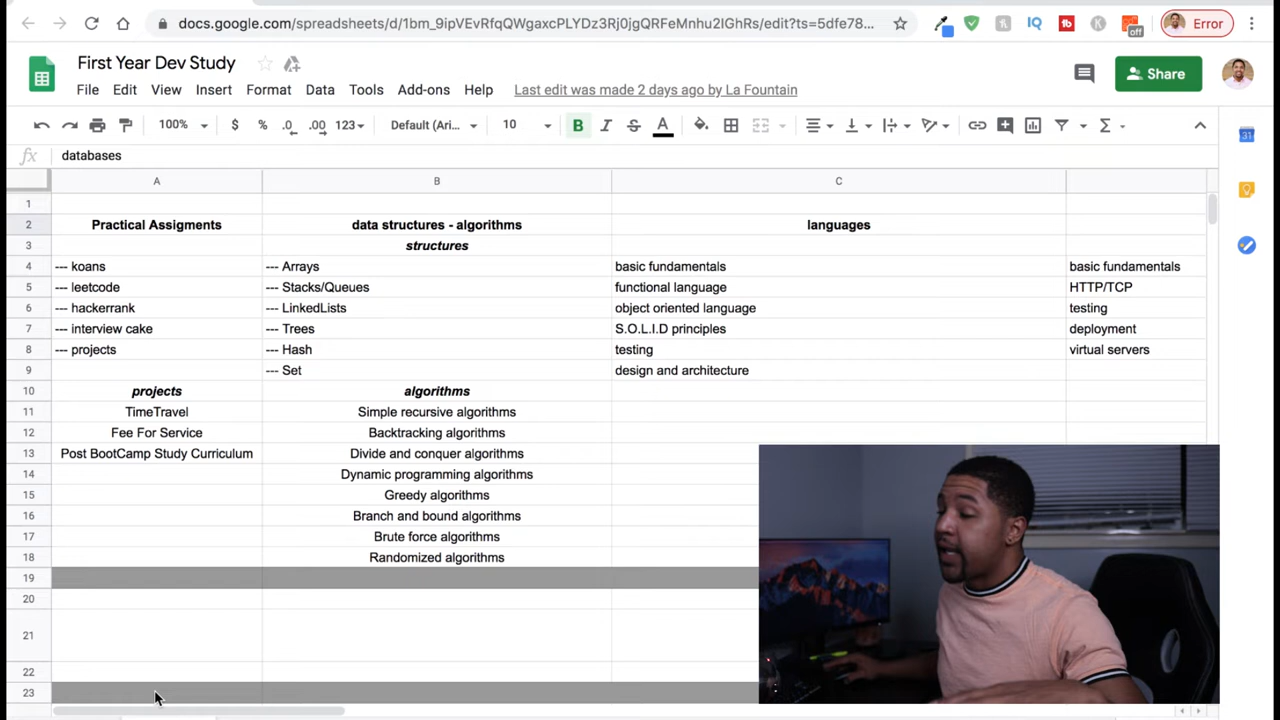 docs.google.com/spreadsheets/d/1bm_9ipVEvRfqQWgaxcPLYDz3Rj0jgQRFeMnhu2IGhRs/edit?ts=5dfe78...
IQ
off
Error
First Year Dev Study
Share
File Edit View Insert Format Data Tools Add-ons Help Last edit was made 2 days ago by La Fountain
100% $ % .0 .00 123 Default (Ari... 10 B I S A Σ
31
fx databases
A B C
1
2 Practical Assigments data structures - algorithms languages
3 structures
4 --- koans --- Arrays basic fundamentals basic fundamentals
5 --- leetcode --- Stacks/Queues functional language HTTP/TCP
6 --- hackerrank --- LinkedLists object oriented language testing
7 --- interview cake --- Trees S.O.L.I.D principles deployment
8 --- projects --- Hash testing virtual servers
9 --- Set design and architecture
10 projects algorithms
11 TimeTravel Simple recursive algorithms
12 Fee For Service Backtracking algorithms
13 Post BootCamp Study Curriculum Divide and conquer algorithms
14 Dynamic programming algorithms
15 Greedy algorithms
16 Branch and bound algorithms
17 Brute force algorithms
18 Randomized algorithms
19
20
21
22
23